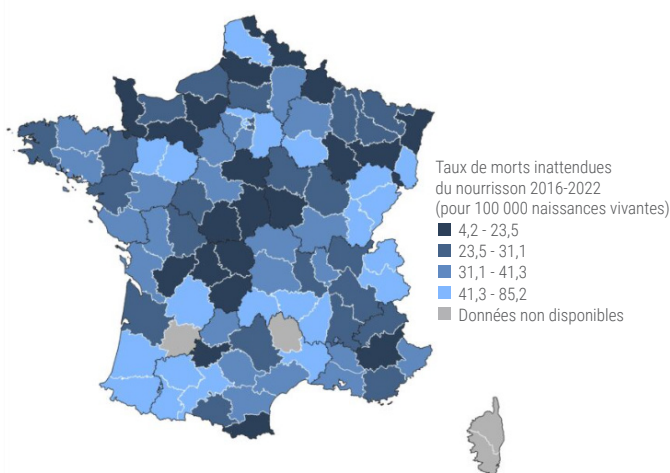 Taux de morts inattendues
du nourrisson 2016-2022
(pour 100 000 naissances vivantes)
4,2 - 23,5
23,5 - 31,1
31,1 - 41,3
41,3 - 85,2
Données non disponibles